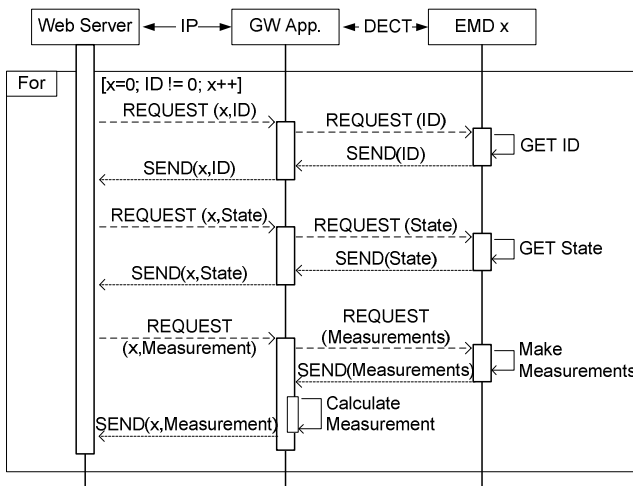 Web Server
IP
GW App.
DECT
EMD x
For
[x=0; ID != 0; x++]
REQUEST (x,ID)
REQUEST (ID)
GET ID
SEND(ID)
SEND(x,ID)
REQUEST (x,State)
REQUEST (State)
GET State
SEND(State)
SEND(x,State)
REQUEST
(x,Measurement)
REQUEST
(Measurements)
Make
Measurements
SEND(Measurements)
Calculate
Measurement
SEND(x,Measurement)